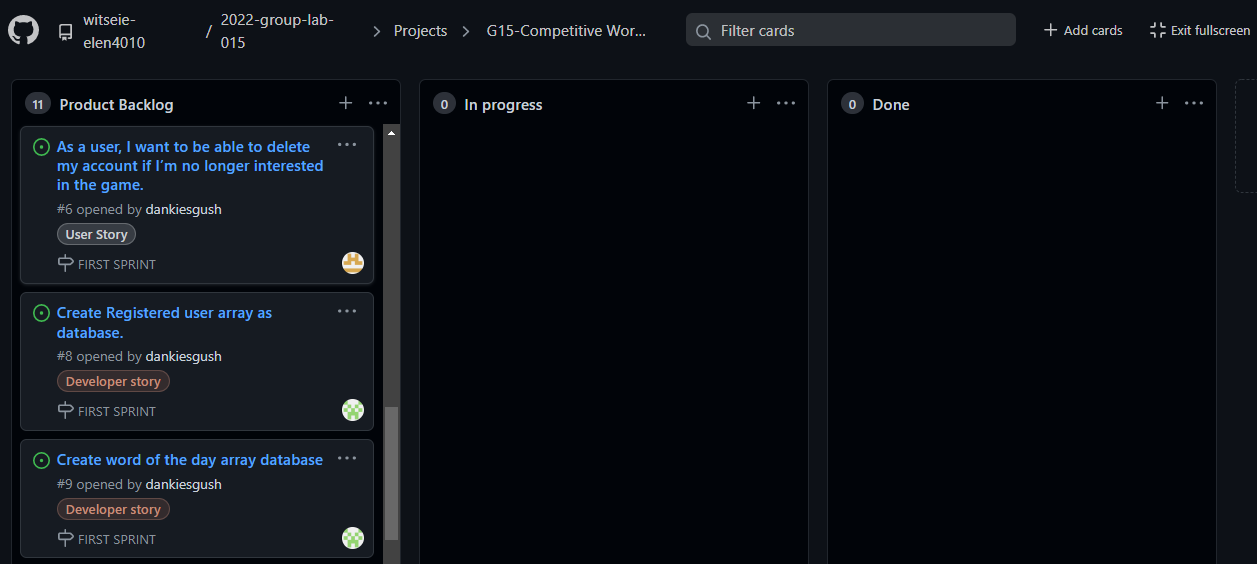 witseie-elen4010 / 2022-group-lab-015 > Projects > G15-Competitive Wor...
Filter cards
Add cards
Exit fullscreen
11 Product Backlog
As a user, I want to be able to delete
my account if I´m no longer interested
in the game.
#6 opened by dankiesgush
User Story
FIRST SPRINT
Create Registered user array as
database.
#8 opened by dankiesgush
Developer story
FIRST SPRINT
Create word of the day array database
#9 opened by dankiesgush
Developer story
FIRST SPRINT
0 In progress
0 Done